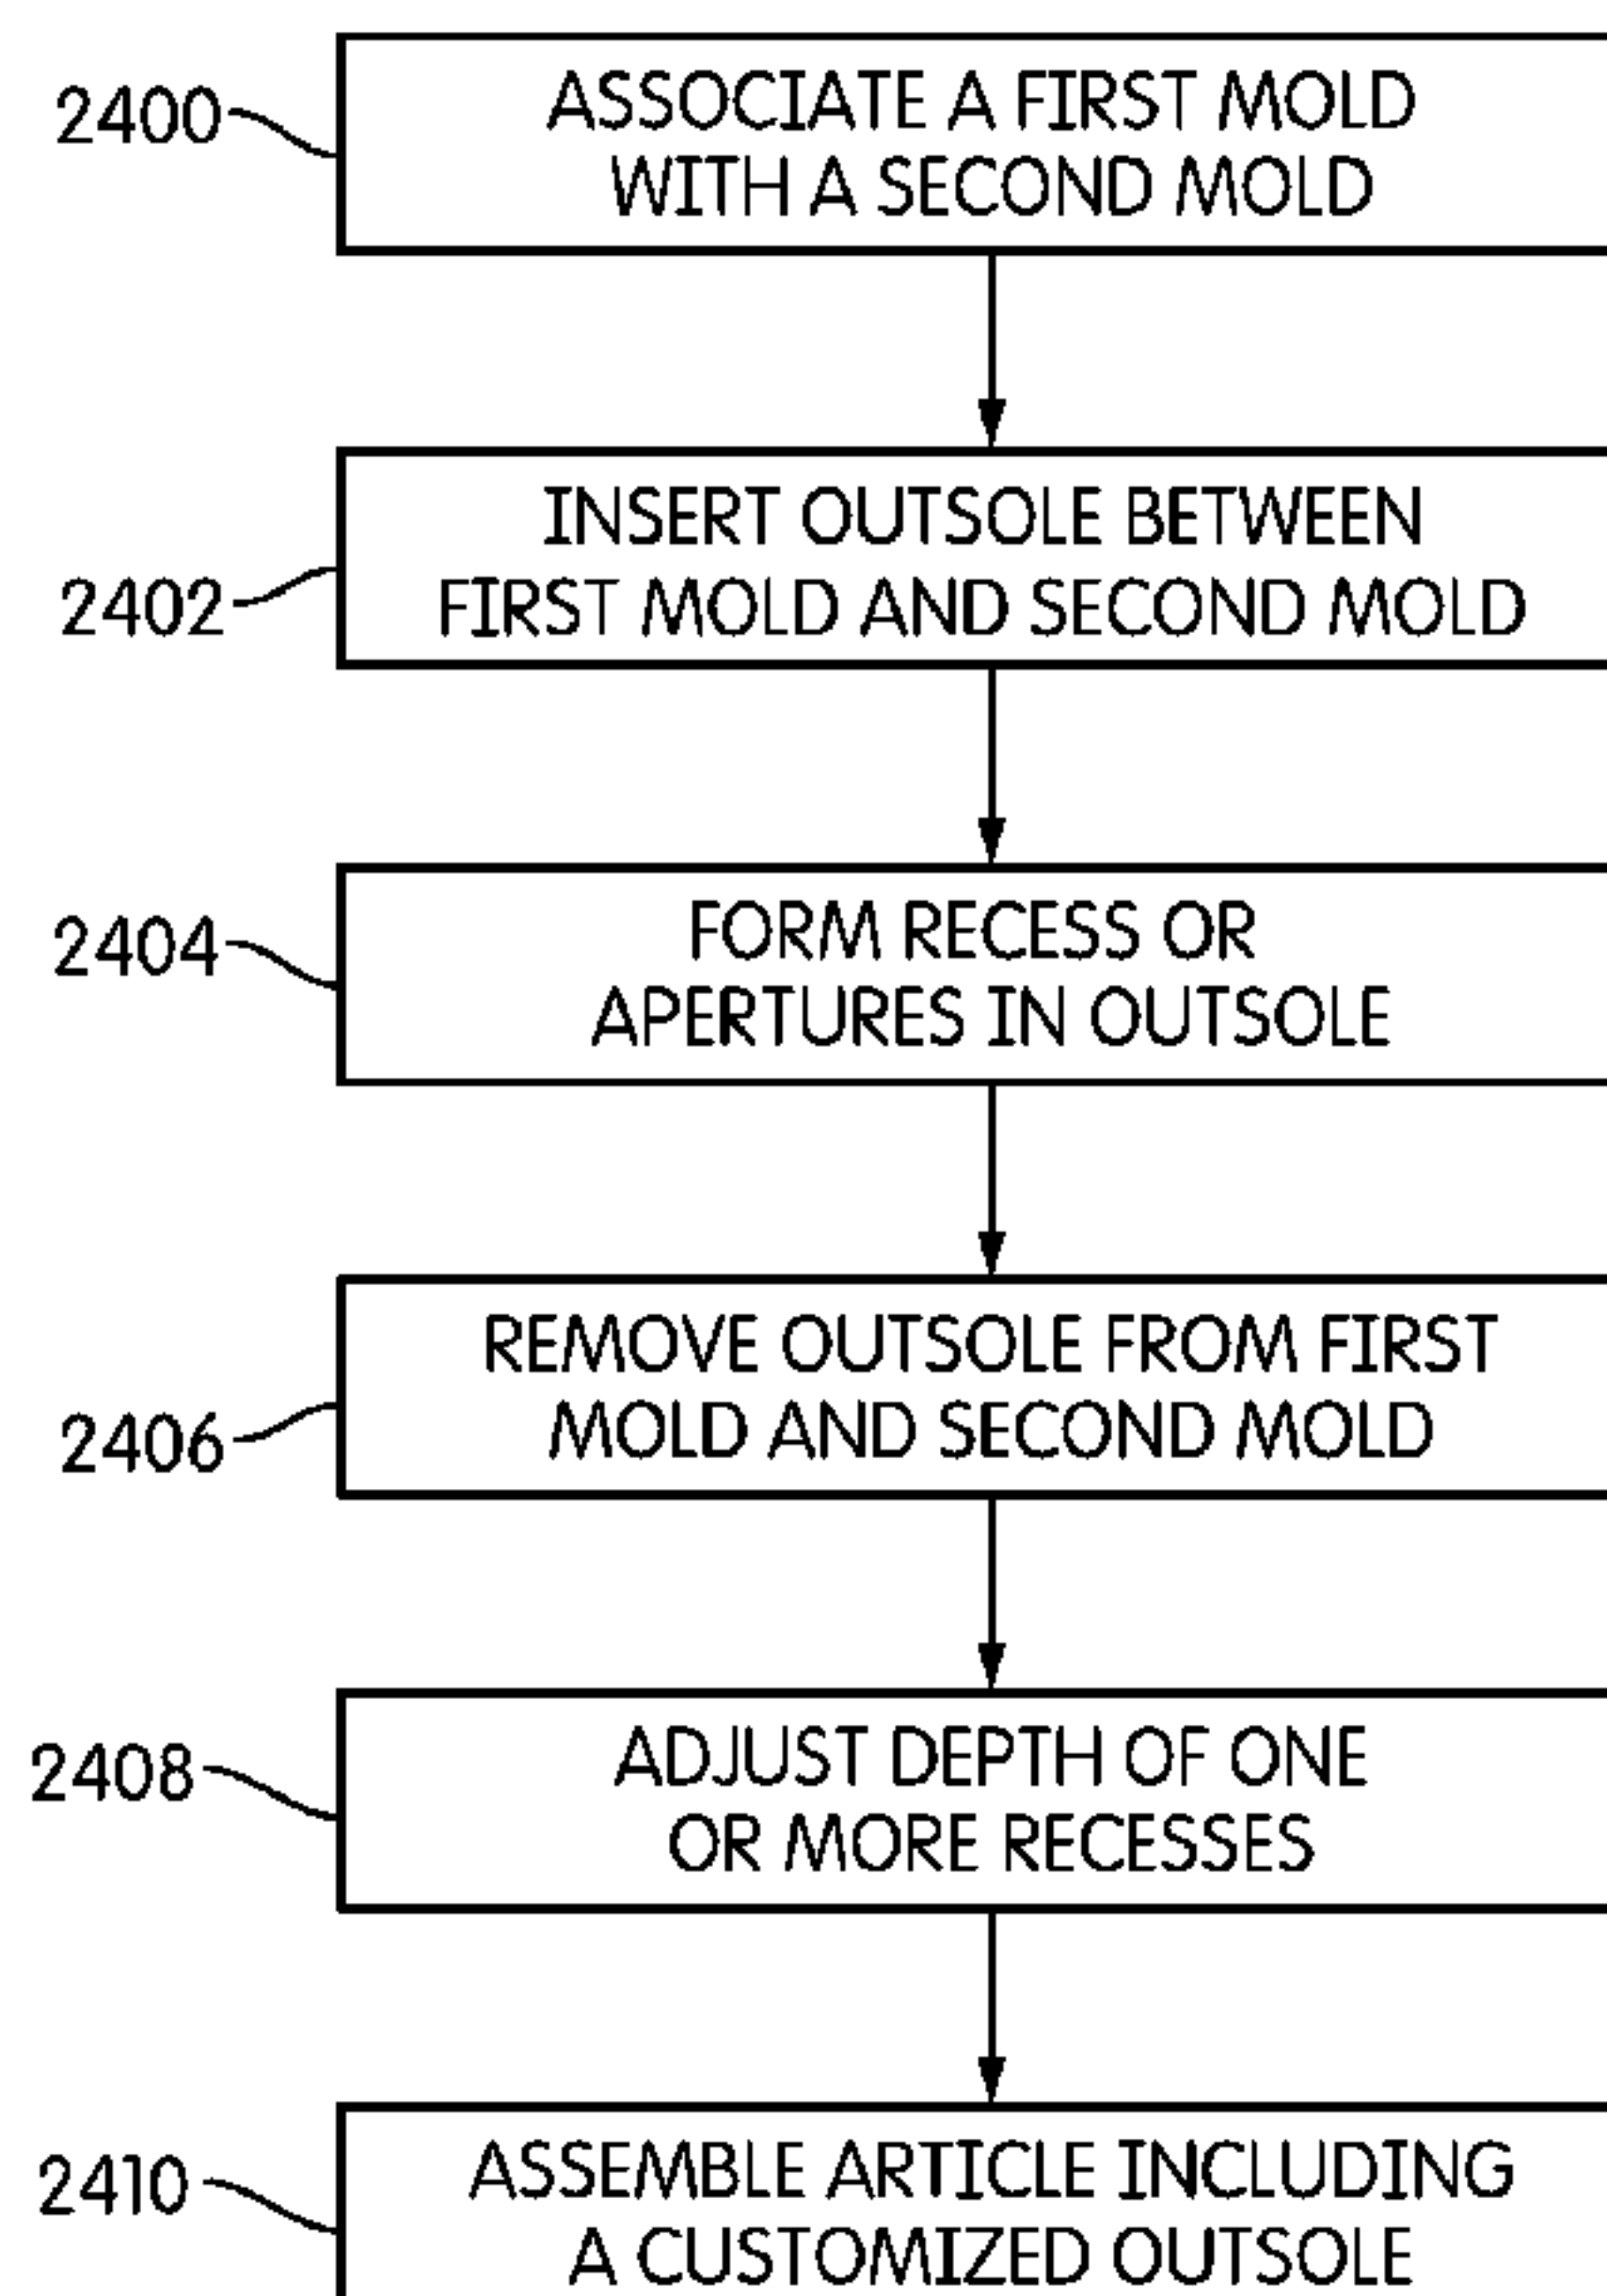 2400
ASSOCIATE A FIRST MOLD
WITH A SECOND MOLD
2402
INSERT OUTSOLE BETWEEN
FIRST MOLD AND SECOND MOLD
2404
FORM RECESS OR
APERTURES IN OUTSOLE
2406
REMOVE OUTSOLE FROM FIRST
MOLD AND SECOND MOLD
2408
ADJUST DEPTH OF ONE
OR MORE RECESSES
2410
ASSEMBLE ARTICLE INCLUDING
A CUSTOMIZED OUTSOLE